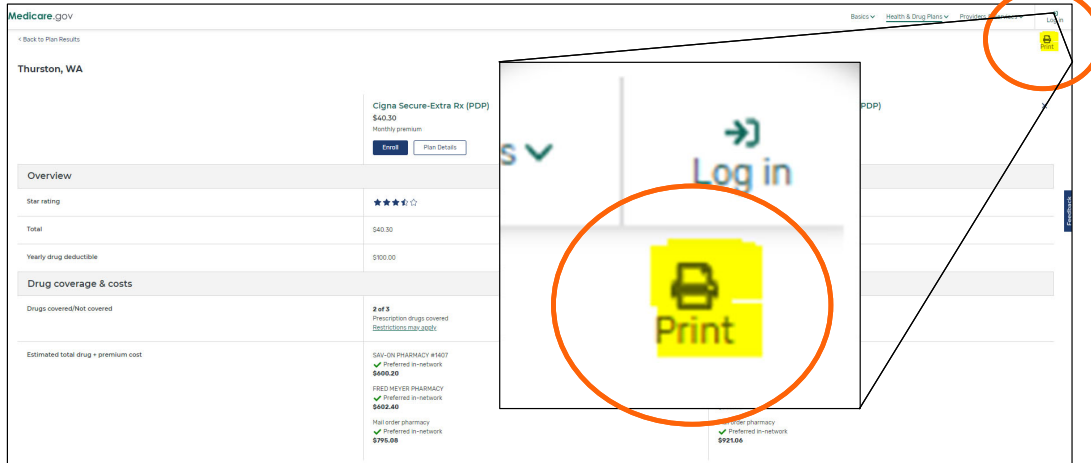 Medicare.gov
Basics Health & Drug Plans Providers
Log in
< Back to Plan Results
Print
Thurston, WA
Cigna Secure-Extra Rx (PDP)
PDP)
$40.30
Monthly premium
Enroll Plan Details
s
Log in
Print
Overview
Star rating
Feedback
Total
$40.30
Yearly drug deductible
$100.00
Drug coverage & costs
Drugs covered/Not covered
2 of 3
Prescription drugs covered
Restrictions may apply
Estimated total drug + premium cost
SAV-ON PHARMACY #1407
Preferred in-network
$600.20
FRED MEYER PHARMACY
Preferred in-network
$602.40
Mail order pharmacy
Preferred in-network
$795.08
order pharmacy
Preferred in-network
$921.06